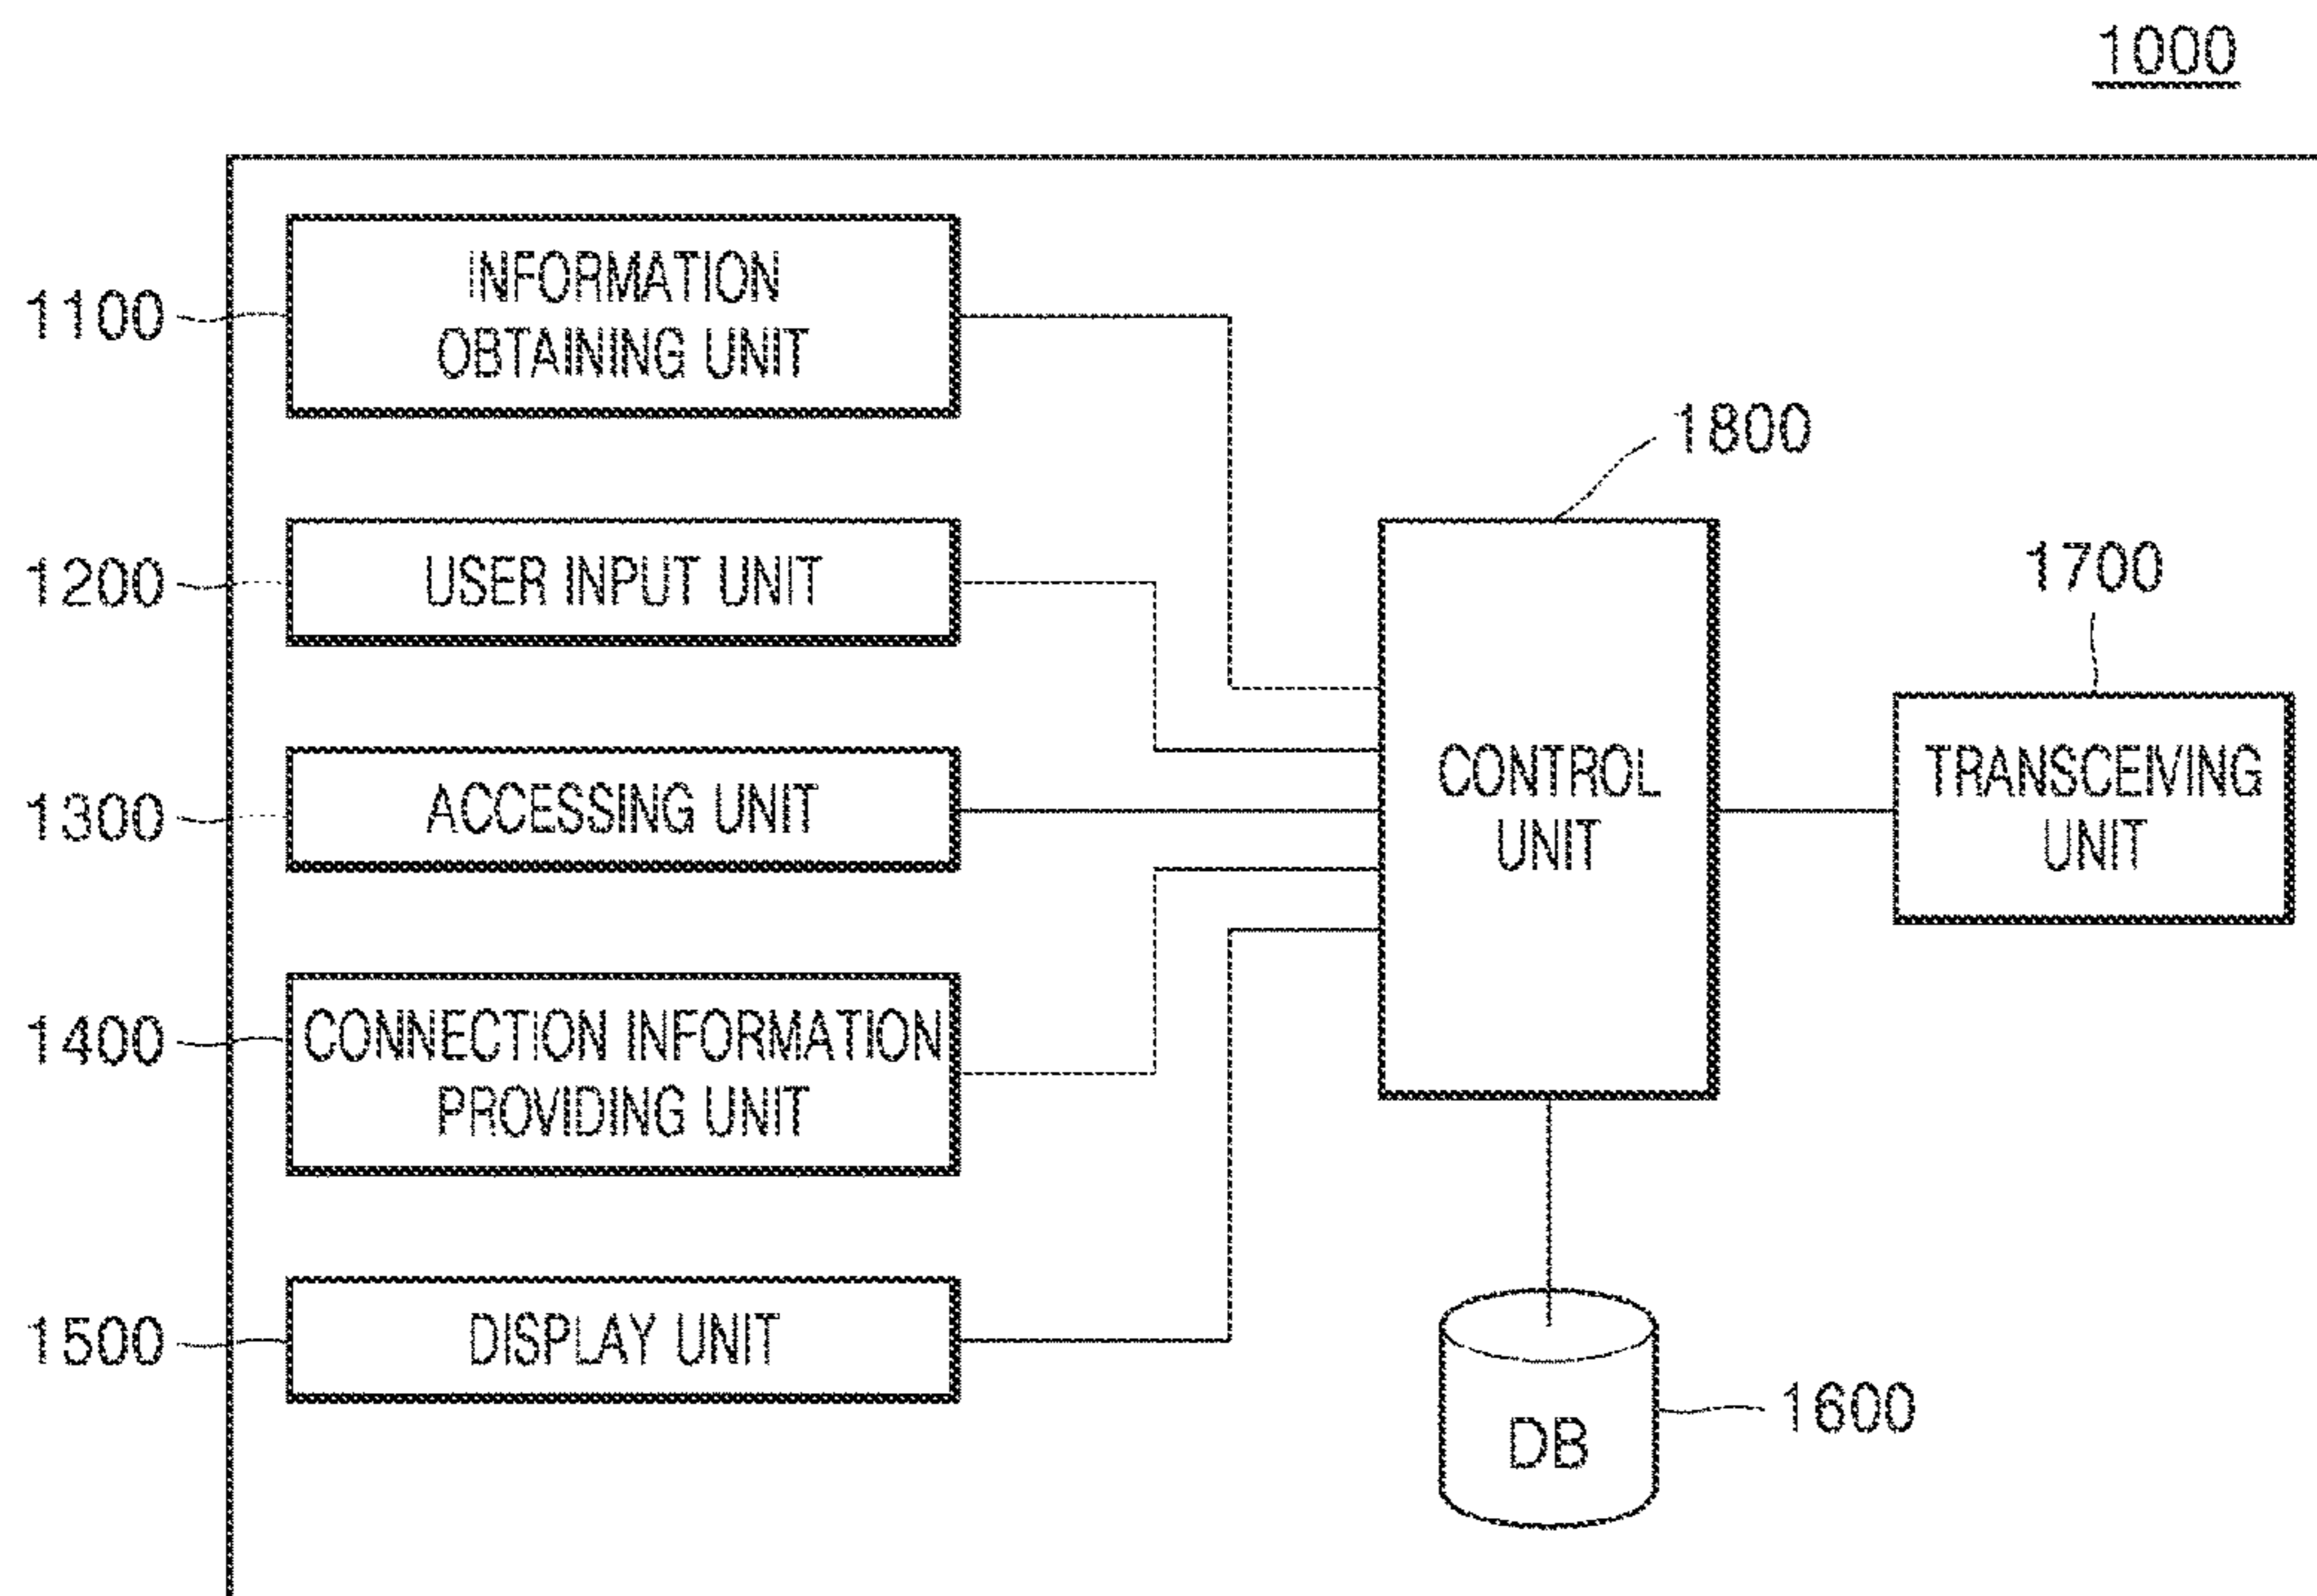 1000
1100
INFORMATION
OBTAINING UNIT
1800
1200
USER INPUT UNIT
1700
1300
ACCESSING UNIT
CONTROL
UNIT
TRANSCEIVING
UNIT
1400
CONNECTION INFORMATION
PROVIDING UNIT
1500
DISPLAY UNIT
1600
DB